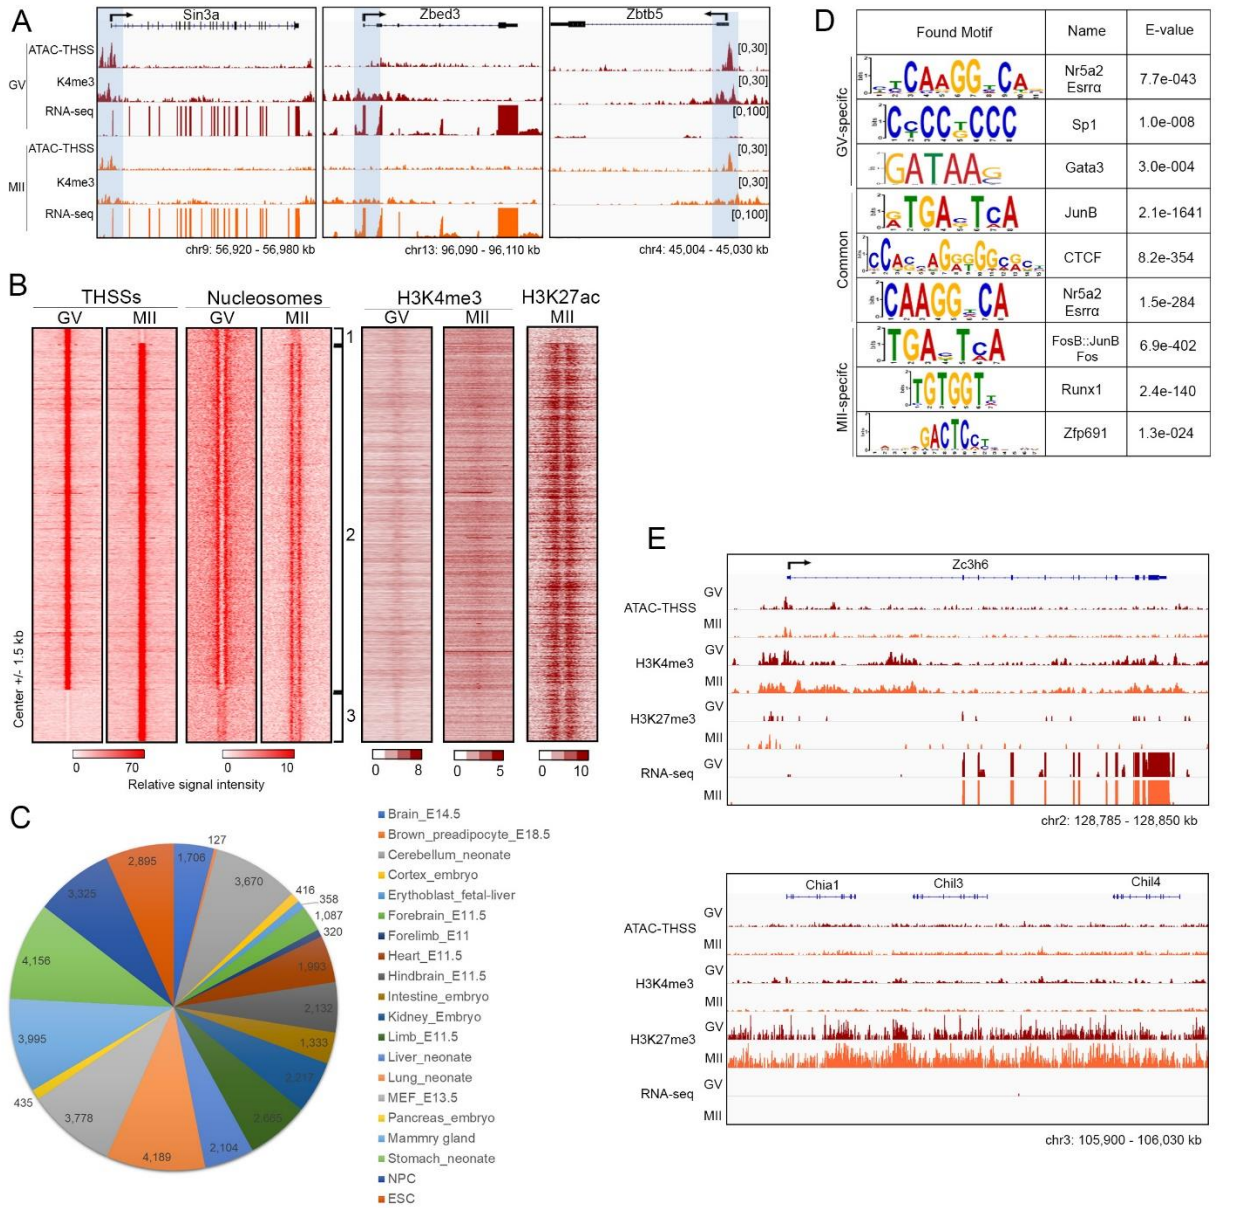 A
Sin3a
Zbed3
Zbtb5
ATAC-THSS
[0,30]
GV
K4me3
[0,30]
RNA-seq
[0,100]
ATAC-THSS
[0,30]
MII
K4me3
[0,30]
RNA-seq
[0,100]
chr9: 56,920 - 56,980 kb
chr13: 96,090 - 96,110 kb
chr4: 45,004 - 45,030 kb
B
THSSs
Nucleosomes
H3K4me3
H3K27ac
GV
MII
GV
MII
GV
MII
MII
1
2
3
Center +/- 1.5 kb
0 70
0 10
0 8
0 5
0 10
Relative signal intensity
C
1,706
127
3,670
416
358
1,087
320
1,993
2,132
1,333
2,217
2,104
4,189
3,778
435
3,995
4,156
3,325
2,895
Brain_E14.5
Brown_preadipocyte_E18.5
Cerebellum_neonate
Cortex_embryo
Erythoblast_fetal-liver
Forebrain_E11.5
Forelimb_E11
Heart_E11.5
Hindbrain_E11.5
Intestine_embryo
Kidney_Embryo
Limb_E11.5
Liver_neonate
Lung_neonate
MEF_E13.5
Pancreas_embryo
Mammry gland
Stomach_neonate
NPC
ESC
D
Found Motif
Name
E-value
GV-specifc
Nr5a2
Esrrα
7.7e-043
Sp1
1.0e-008
GATAA
Gata3
3.0e-004
Common
JunB
2.1e-1641
CTCF
8.2e-354
Nr5a2
Esrrα
1.5e-284
MII-specifc
FosB::JunB
Fos
6.9e-402
TGTGGT
Runx1
2.4e-140
GACTC
Zfp691
1.3e-024
E
Zc3h6
GV
ATAC-THSS
MII
GV
H3K4me3
MII
GV
H3K27me3
MII
GV
RNA-seq
MII
chr2: 128,785 - 128,850 kb
Chia1
Chil3
Chil4
GV
ATAC-THSS
MII
GV
H3K4me3
MII
GV
H3K27me3
MII
GV
RNA-seq
MII
chr3: 105,900 - 106,030 kb